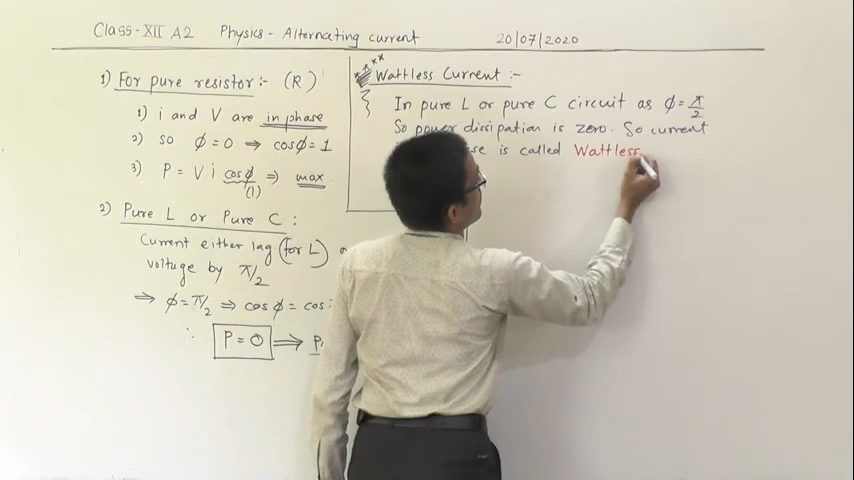 Class-XII A2 Physics - Alternating current 20/07/2020
1) For pure resistor:- (R)
1) i and V are in phase
2) so ϕ=0 → cosϕ=1
3) P = V i cosϕ ⇒ max
(1)
2) Pure L or Pure C :
Current either lag (for L)
voltage by π/2
⇒ ϕ=π/2 ⇒ cosϕ = cos
∴ P=0 ⇒
Wattless Current :-
In pure L or pure C circuit as ϕ=π/2
So power dissipation is zero. So current
is called Wattless